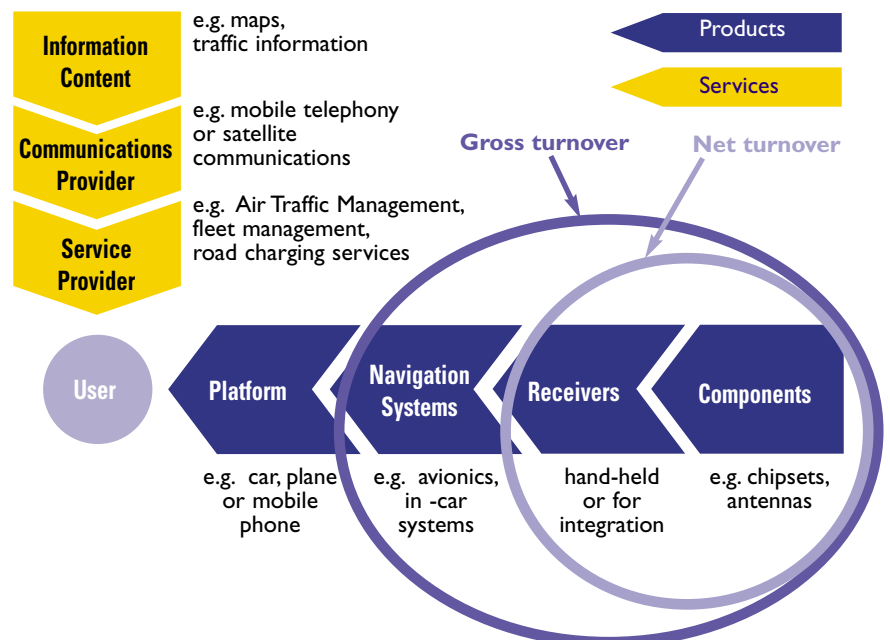 Information
Content
e.g. maps,
traffic information
Products
Services
Communications
Provider
e.g. mobile telephony
or satellite
communications
Gross turnover
Net turnover
Service
Provider
e.g. Air Traffic Management,
fleet management,
road charging services
User
Platform
Navigation
Systems
Receivers
Components
e.g. car, plane
or mobile
phone
e.g. avionics,
in -car
systems
hand-held
or for
integration
e.g. chipsets,
antennas